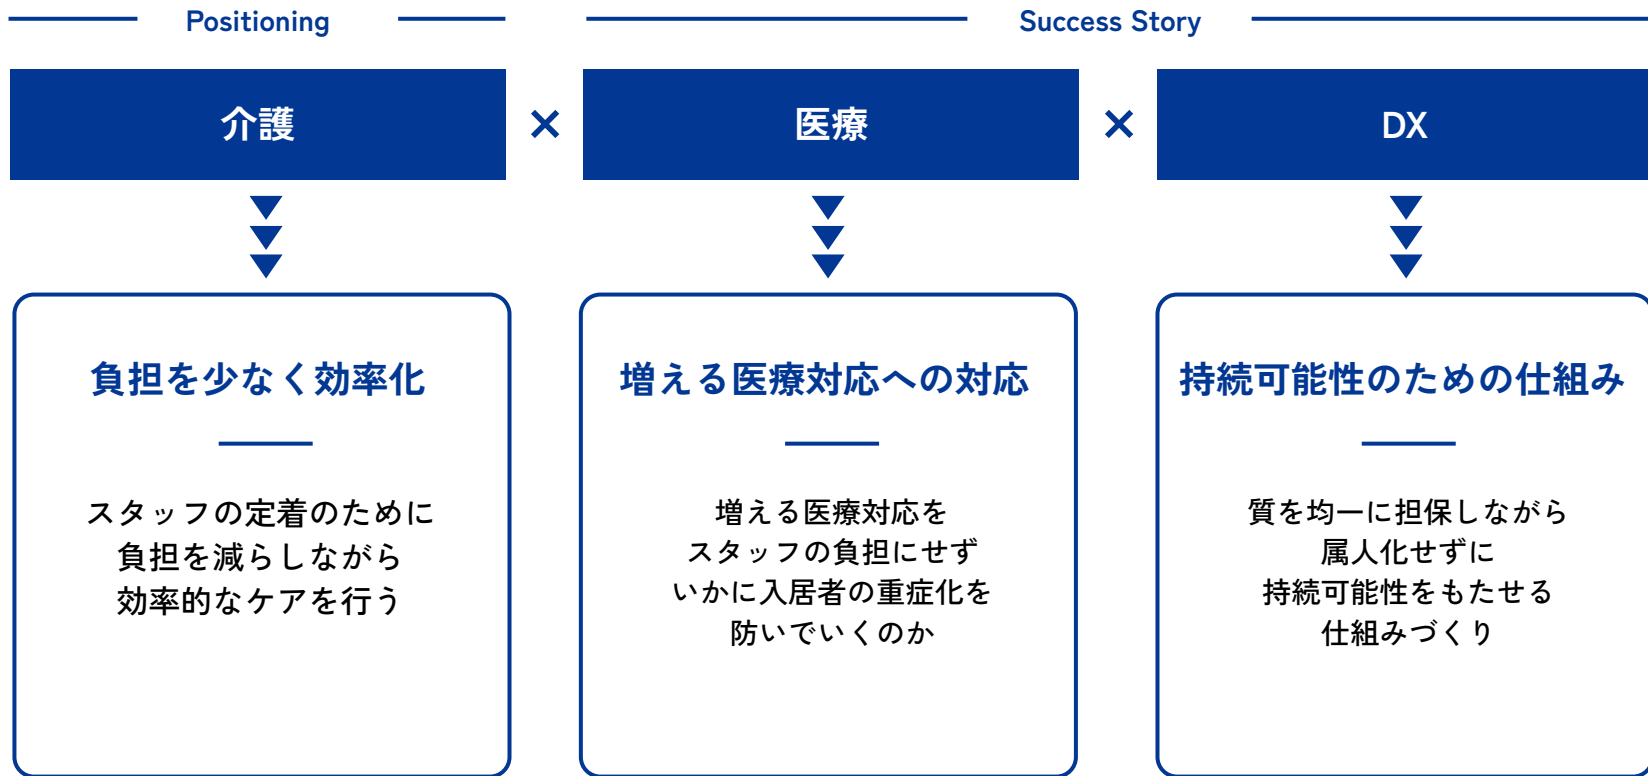 Positioning
Success Story
介護
×
医療
×
DX
負担を少なく効率化
スタッフの定着のために
負担を減らしながら
効率的なケアを行う
増える医療対応への対応
増える医療対応を
スタッフの負担にせず
いかに入居者の重症化を
防いでいくのか
持続可能性のための仕組み
質を均一に担保しながら
属人化せずに
持続可能性をもたせる
仕組みづくり